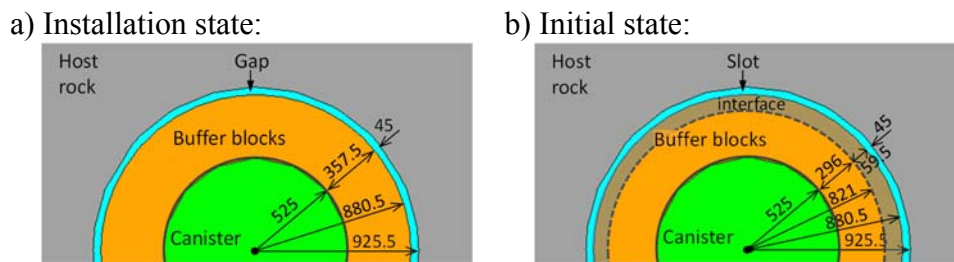 a) Installation state:
b) Initial state:
Host
rock
Gap
45
Buffer blocks
357.5
525
880.5
Canister
925.5
Host
rock
Slot
interface
45
Buffer blocks
59.5
296
525
821
880.5
Canister
925.5